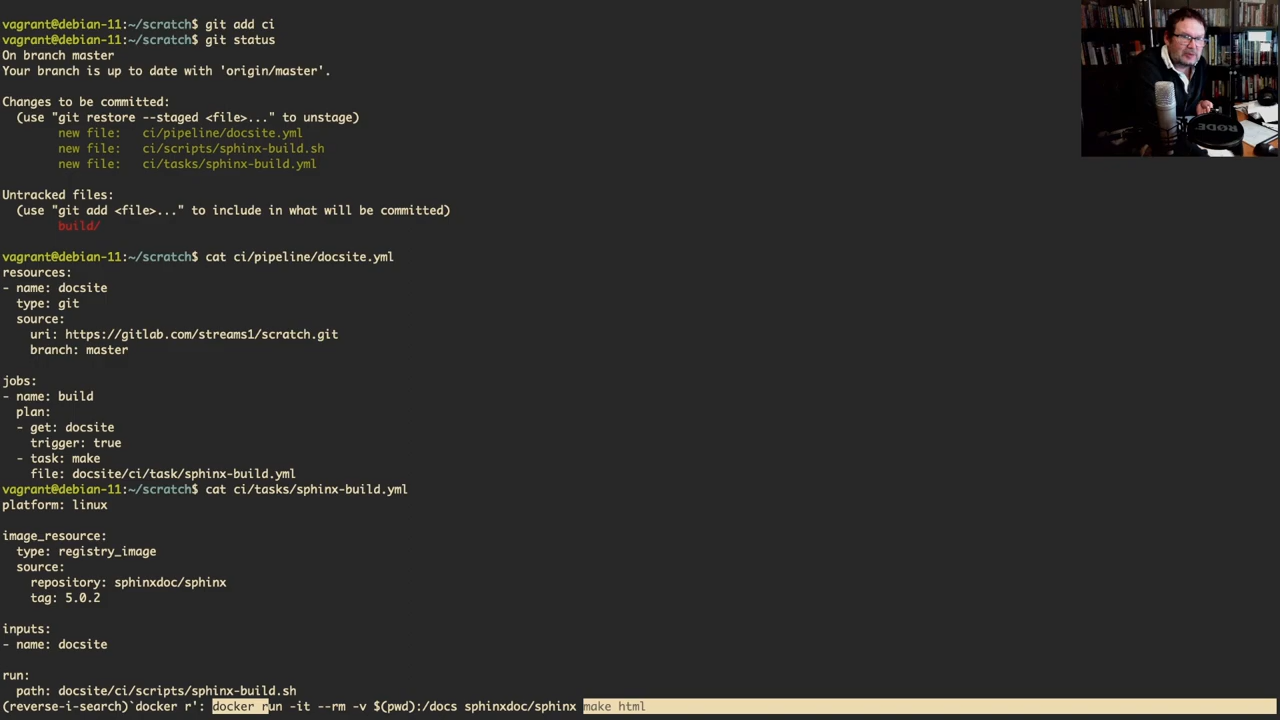 vagrant@debian-11:~/scratch$ git add ci
vagrant@debian-11:~/scratch$ git status
On branch master
Your branch is up to date with 'origin/master'.
Changes to be committed:
  (use "git restore --staged <file>..." to unstage)
        new file:   ci/pipeline/docsite.yml
        new file:   ci/scripts/sphinx-build.sh
        new file:   ci/tasks/sphinx-build.yml
Untracked files:
  (use "git add <file>..." to include in what will be committed)
        build/
vagrant@debian-11:~/scratch$ cat ci/pipeline/docsite.yml
resources:
- name: docsite
  type: git
  source:
    uri: https://gitlab.com/streams1/scratch.git
    branch: master
jobs:
- name: build
  plan:
  - get: docsite
    trigger: true
  - task: make
    file: docsite/ci/task/sphinx-build.yml
vagrant@debian-11:~/scratch$ cat ci/tasks/sphinx-build.yml
platform: linux
image_resource:
  type: registry_image
  source:
    repository: sphinxdoc/sphinx
    tag: 5.0.2
inputs:
- name: docsite
run:
  path: docsite/ci/scripts/sphinx-build.sh
(reverse-i-search)`docker r': docker run -it --rm -v $(pwd):/docs sphinxdoc/sphinx make html
RØDE